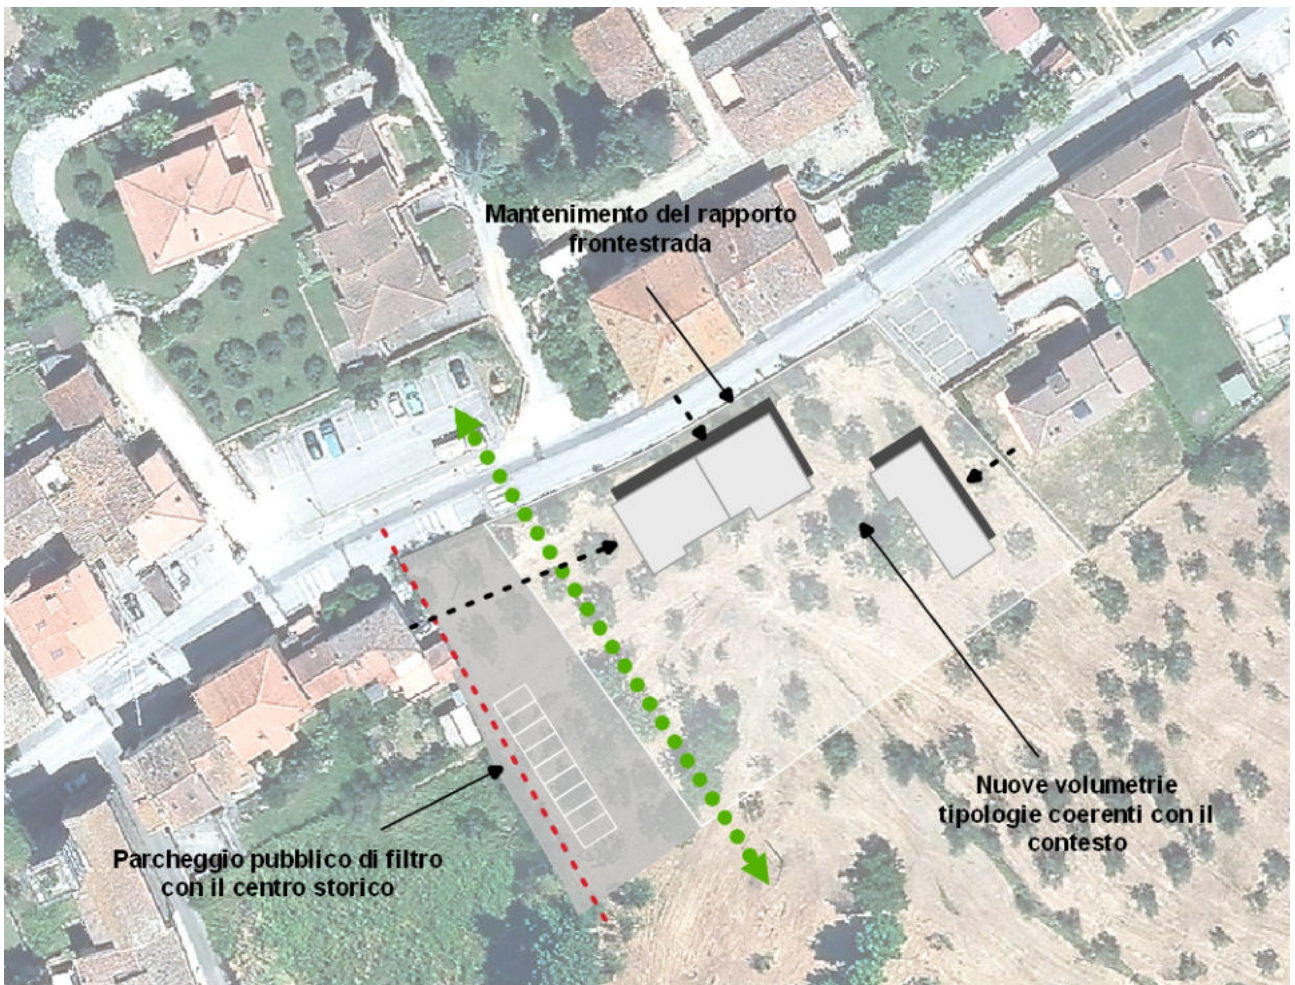 Mantenimento del rapporto
frontestrada
Nuove volumetrie
tipologie coerenti con il
contesto
Parcheggio pubblico di filtro
con il centro storico